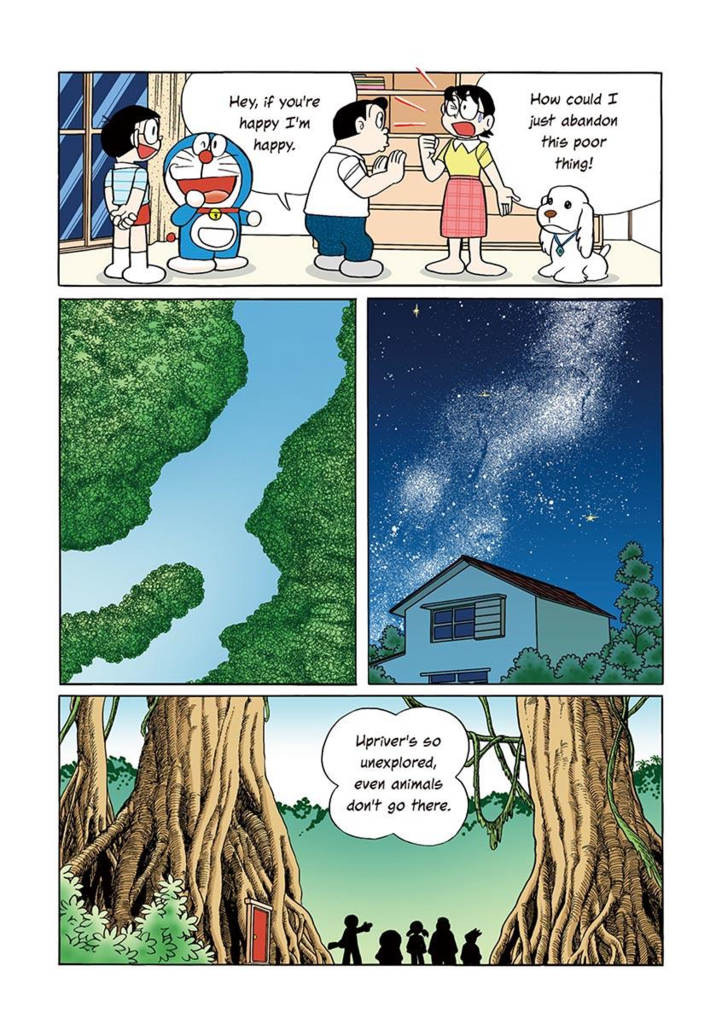 Hey, if you're
happy I'm
happy.
How could I
just abandon
this poor
thing!
Upriver's so
unexplored,
even animals
don't go there.